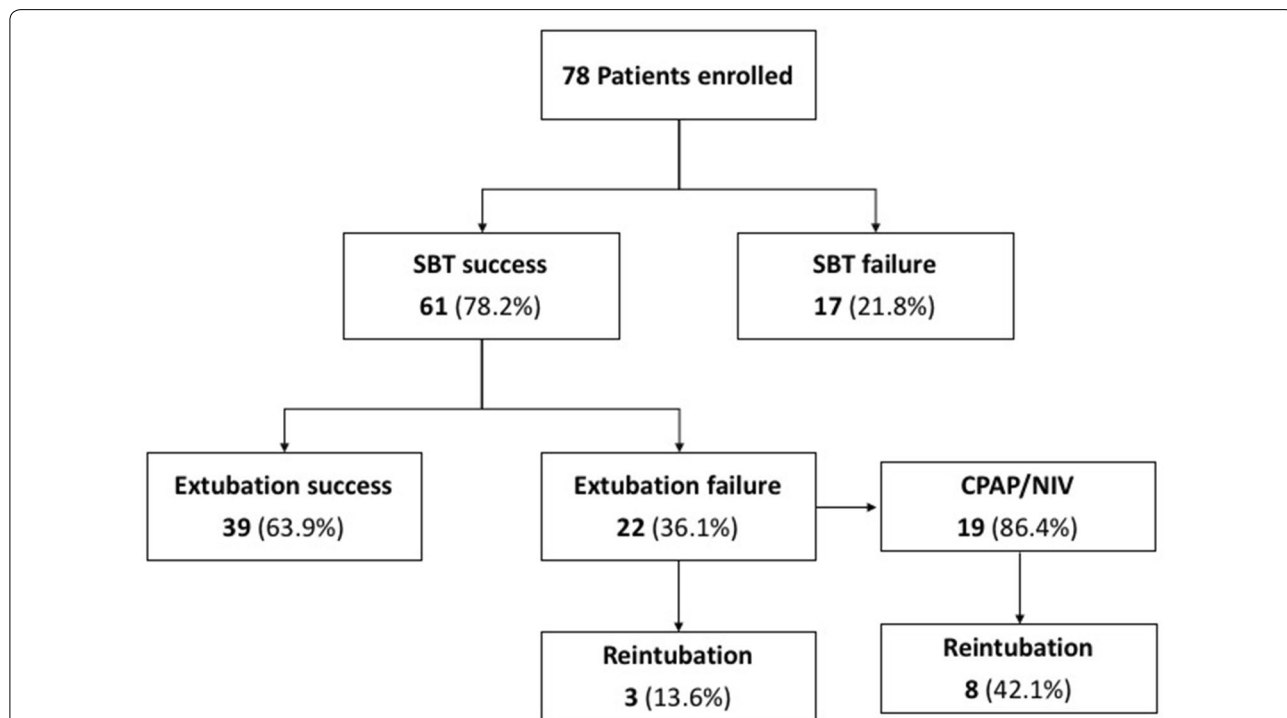 78 Patients enrolled
SBT success
61 (78.2%)
SBT failure
17 (21.8%)
Extubation success
39 (63.9%)
Extubation failure
22 (36.1%)
CPAP/NIV
19 (86.4%)
Reintubation
3 (13.6%)
Reintubation
8 (42.1%)